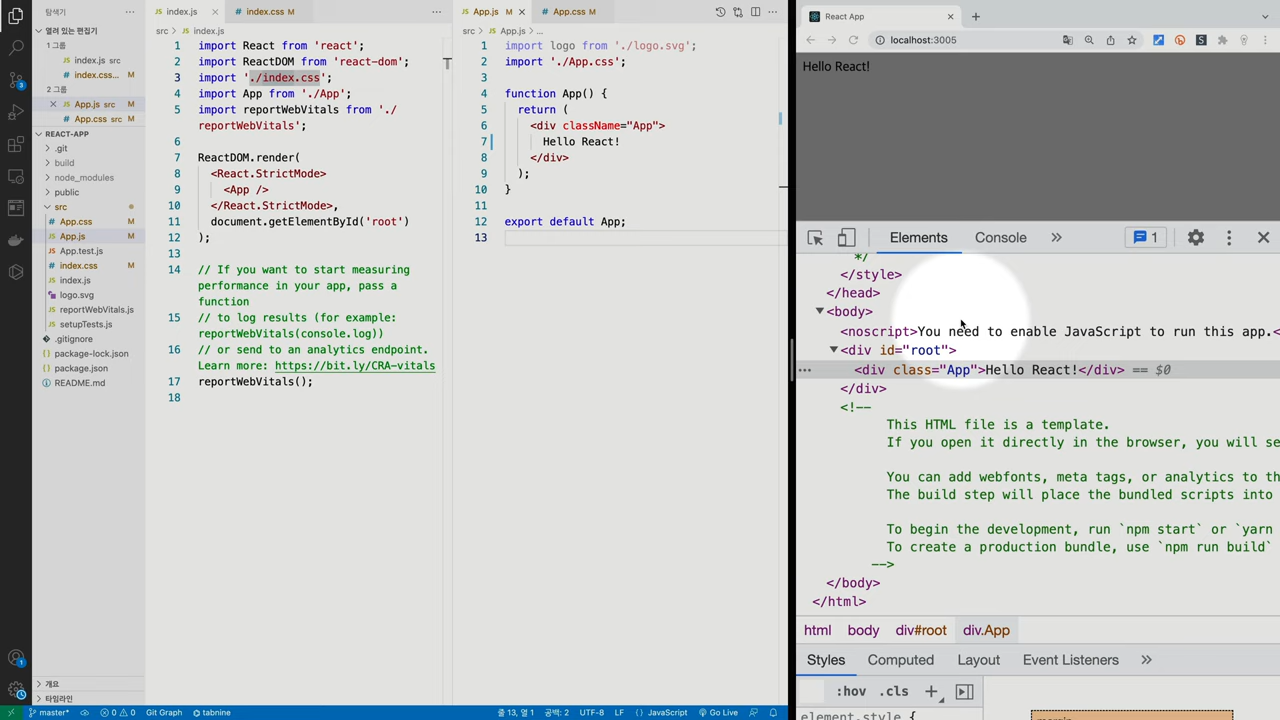 탐색기
열려 있는 편집기
1 그룹
index.js src
index.css... M
2 그룹
App.js src M
App.css src M
REACT-APP
.git
build
node_modules
public
src
App.css M
App.js M
App.test.js
index.css M
index.js
logo.svg
reportWebVitals.js
setupTests.js
.gitignore
package-lock.json
package.json
README.md
개요
타임라인
index.js
index.css M
src > index.js
1 import React from 'react';
2 import ReactDOM from 'react-dom';
3 import './index.css';
4 import App from './App';
5 import reportWebVitals from './
reportWebVitals';
6
7 ReactDOM.render(
8 <React.StrictMode>
9 <App />
10 </React.StrictMode>,
11 document.getElementById('root')
12 );
13
14 // If you want to start measuring
performance in your app, pass a
function
15 // to log results (for example:
reportWebVitals(console.log))
16 // or send to an analytics endpoint.
Learn more: https://bit.ly/CRA-vitals
17 reportWebVitals();
18
App.js M
App.css M
src > App.js > ...
1 import logo from './logo.svg';
2 import './App.css';
3
4 function App() {
5 return (
6 <div className="App">
7 Hello React!
8 </div>
9 );
10 }
11
12 export default App;
13
React App
localhost:3005
Hello React!
Elements Console 1
*/
</style>
</head>
<body>
<noscript>You need to enable JavaScript to run this app.<
<div id="root">
<div class="App">Hello React!</div> == $0
</div>
<!--
This HTML file is a template.
If you open it directly in the browser, you will se
You can add webfonts, meta tags, or analytics to th
The build step will place the bundled scripts into
To begin the development, run `npm start` or `yarn
To create a production bundle, use `npm run build`
-->
</body>
</html>
html body div#root div.App
Styles Computed Layout Event Listeners
:hov .cls
element.style {
margin
master* 0 0 Git Graph tabnine 줄 13, 열 1 공백: 2 UTF-8 LF {} JavaScript Go Live